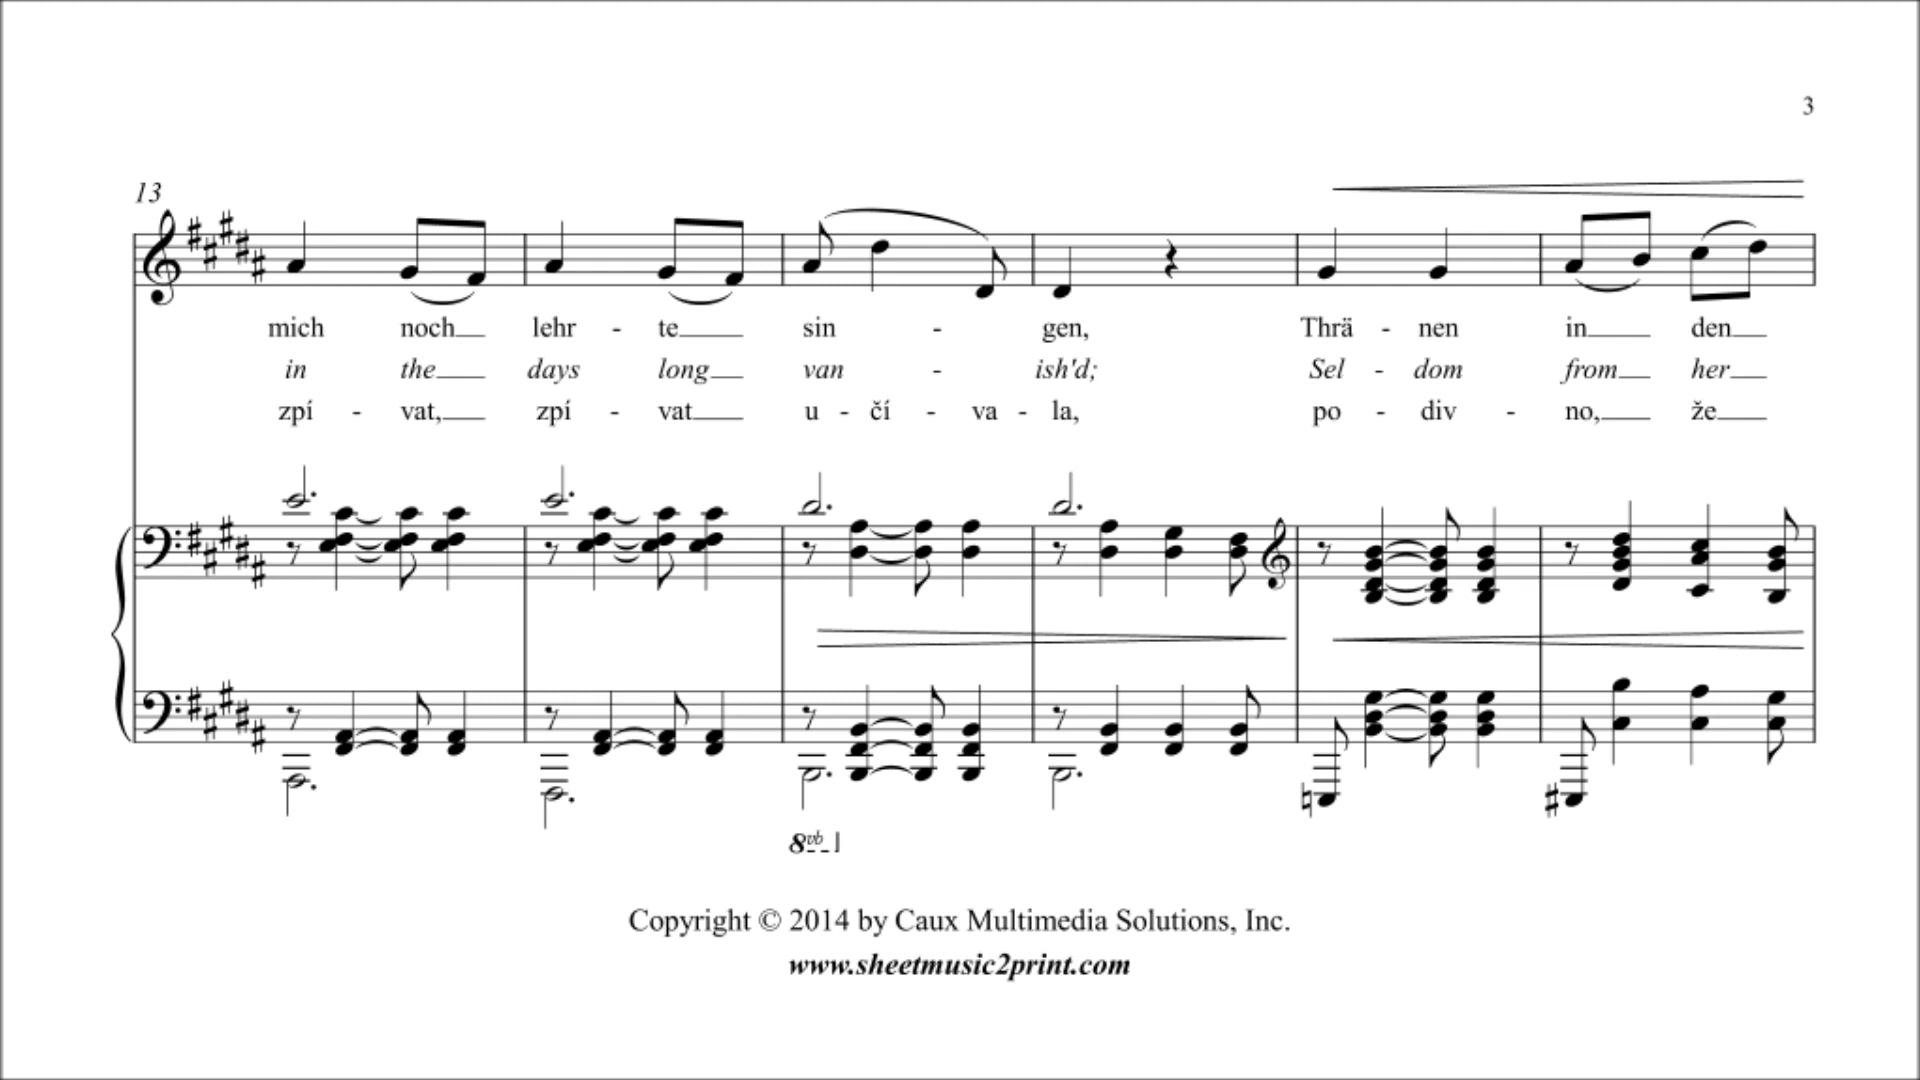 3
13
mich noch lehr - te sin - gen, Thrä - nen in den
in the days long van - ish'd; Sel - dom from her
zpí - vat, zpí - vat u - čí - va - la, po - div - no, že
8vb
Copyright © 2014 by Caux Multimedia Solutions, Inc.
www.sheetmusic2print.com